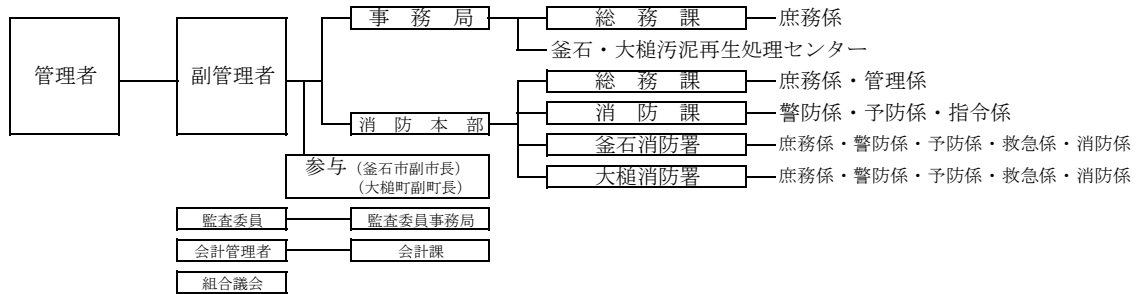 事務局 総務課 庶務係
釜石・大槌汚泥再生処理センター
管理者 副管理者 総務課 庶務係・管理係
消防課 警防係・予防係・指令係
消防本部
釜石消防署 庶務係・警防係・予防係・救急係・消防係
参与(釜石市副市長)
(大槌町副町長)
大槌消防署 庶務係・警防係・予防係・救急係・消防係
監査委員 監査委員事務局
会計管理者 会計課
組合議会